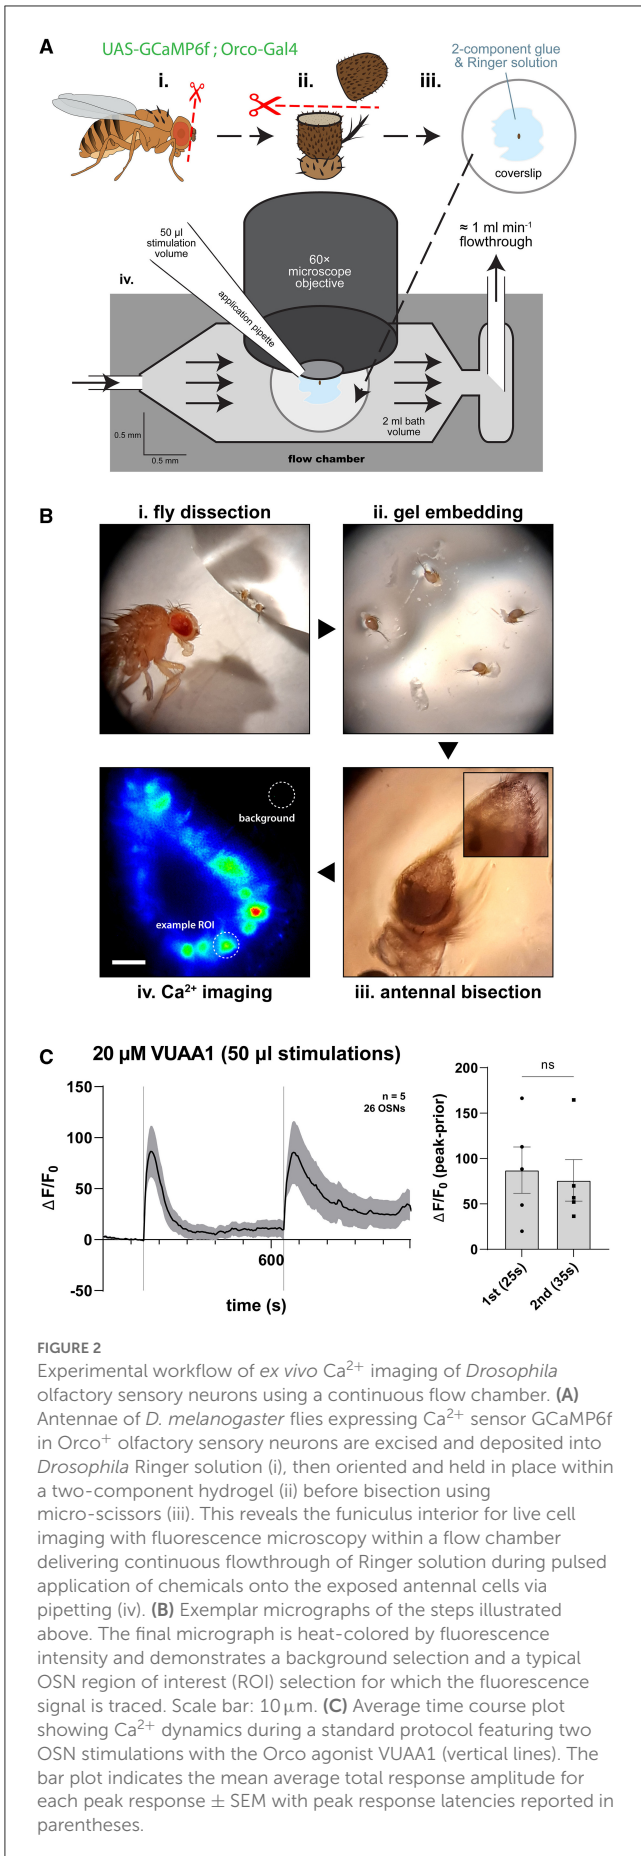 A
UAS-GCaMP6f ; Orco-Gal4
i.
ii.
iii.
2-component glue
& Ringer solution
coverslip
50 µl
stimulation
volume
≈ 1 ml min⁻¹
flowthrough
iv.
60×
microscope
objective
application pipette
2 ml bath
volume
0.5 mm
0.5 mm
flow chamber
B
i. fly dissection
ii. gel embedding
background
example ROI
iv. Ca²⁺ imaging
iii. antennal bisection
C
20 µM VUAA1 (50 µl stimulations)
150
100
50
0
-50
ΔF/F₀
n = 5
26 OSNs
600
time (s)
200
150
100
50
0
ΔF/F₀ (peak-prior)
ns
1st (25s)
2nd (35s)
FIGURE 2
Experimental workflow of ex vivo Ca²⁺ imaging of Drosophila
olfactory sensory neurons using a continuous flow chamber. (A)
Antennae of D. melanogaster flies expressing Ca²⁺ sensor GCaMP6f
in Orco⁺ olfactory sensory neurons are excised and deposited into
Drosophila Ringer solution (i), then oriented and held in place within
a two-component hydrogel (ii) before bisection using
micro-scissors (iii). This reveals the funiculus interior for live cell
imaging with fluorescence microscopy within a flow chamber
delivering continuous flowthrough of Ringer solution during pulsed
application of chemicals onto the exposed antennal cells via
pipetting (iv). (B) Exemplar micrographs of the steps illustrated
above. The final micrograph is heat-colored by fluorescence
intensity and demonstrates a background selection and a typical
OSN region of interest (ROI) selection for which the fluorescence
signal is traced. Scale bar: 10 µm. (C) Average time course plot
showing Ca²⁺ dynamics during a standard protocol featuring two
OSN stimulations with the Orco agonist VUAA1 (vertical lines). The
bar plot indicates the mean average total response amplitude for
each peak response ± SEM with peak response latencies reported in
parentheses.